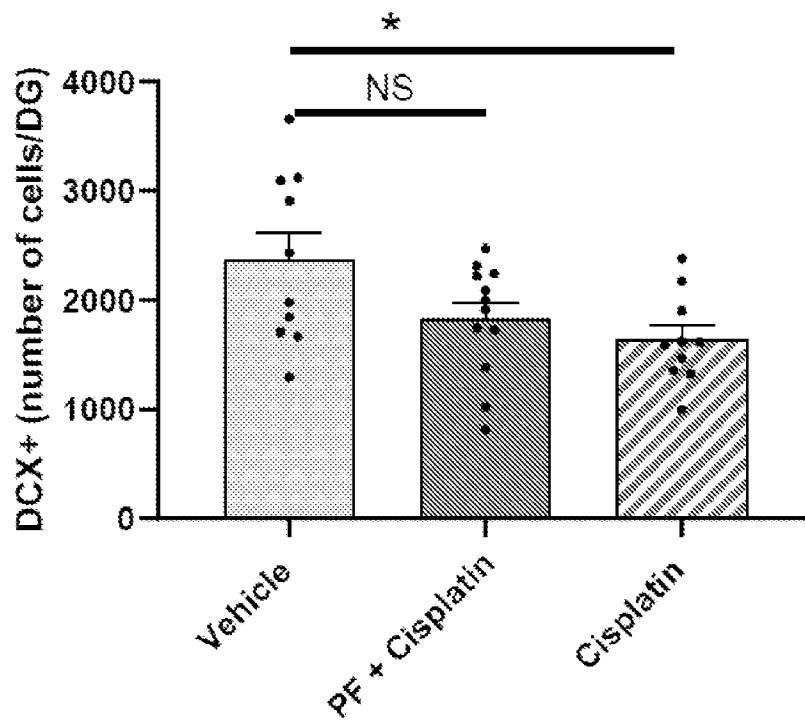 *
NS
DCX+ (number of cells/DG)
4000
3000
2000
1000
0
Vehicle
PF + Cisplatin
Cisplatin